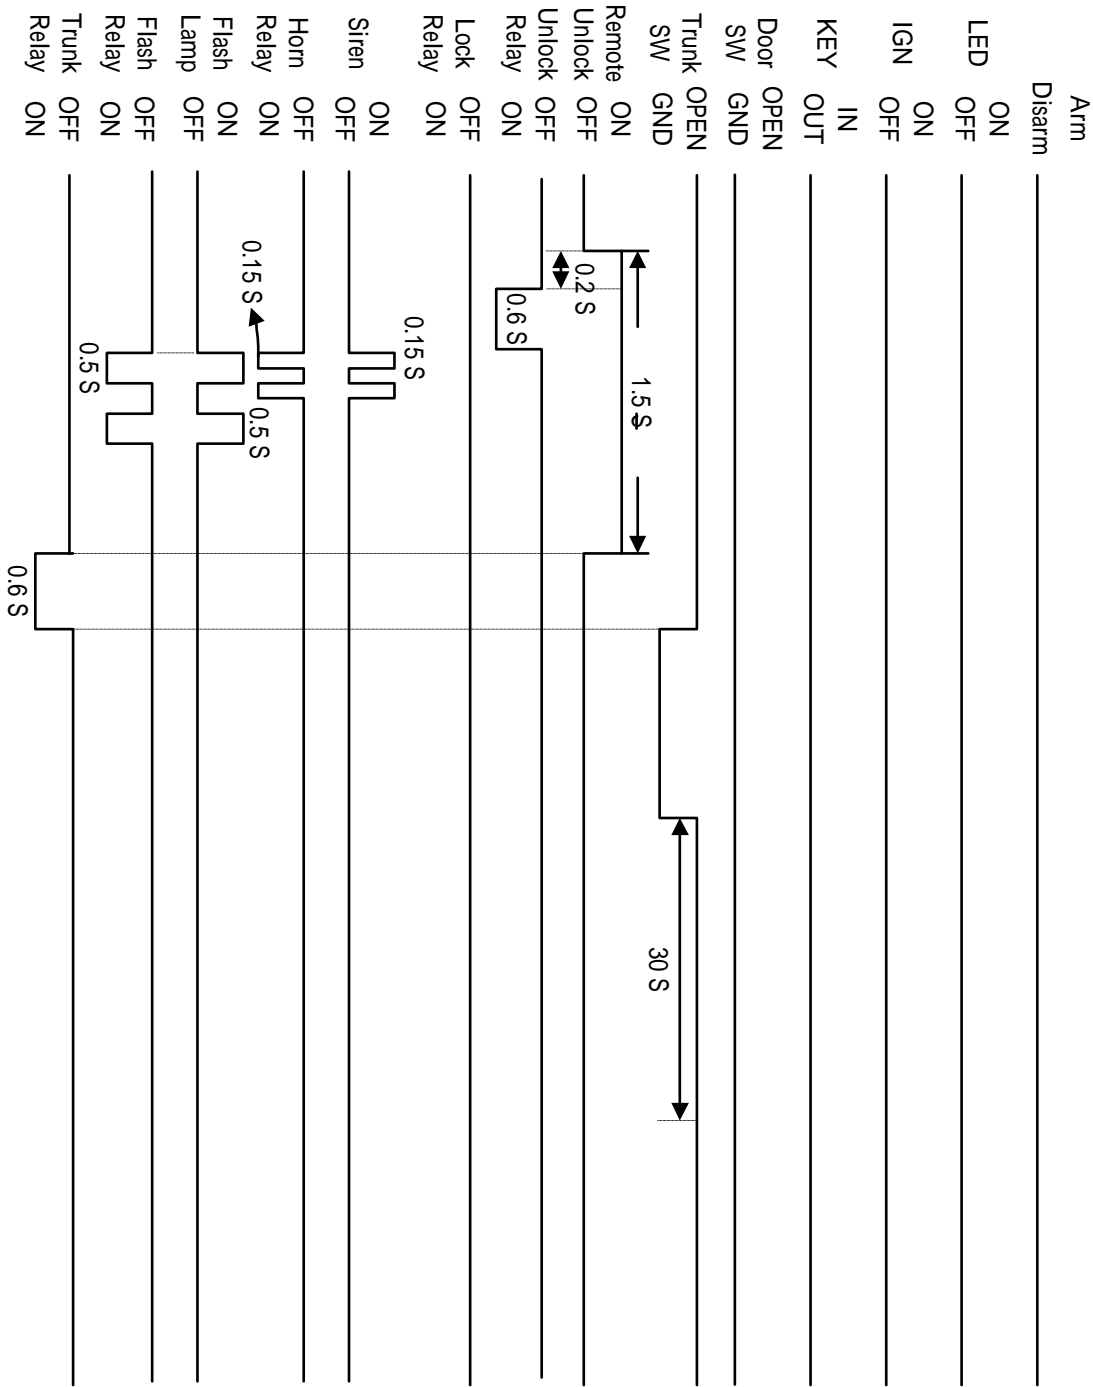 Arm
Disarm
LED
ON
OFF
IGN
ON
OFF
KEY
IN
OUT
Door OPEN
SW GND
Trunk OPEN
SW GND
30 S
Remote ON
Unlock OFF
1.5 S
0.2 S
Unlock OFF
Relay ON
0.6 S
Lock OFF
Relay ON
Siren
ON
OFF
0.15 S
Horn OFF
Relay ON
0.15 S
Flash ON
Lamp OFF
0.5 S
Flash OFF
Relay ON
0.5 S
Trunk OFF
Relay ON
0.6 S